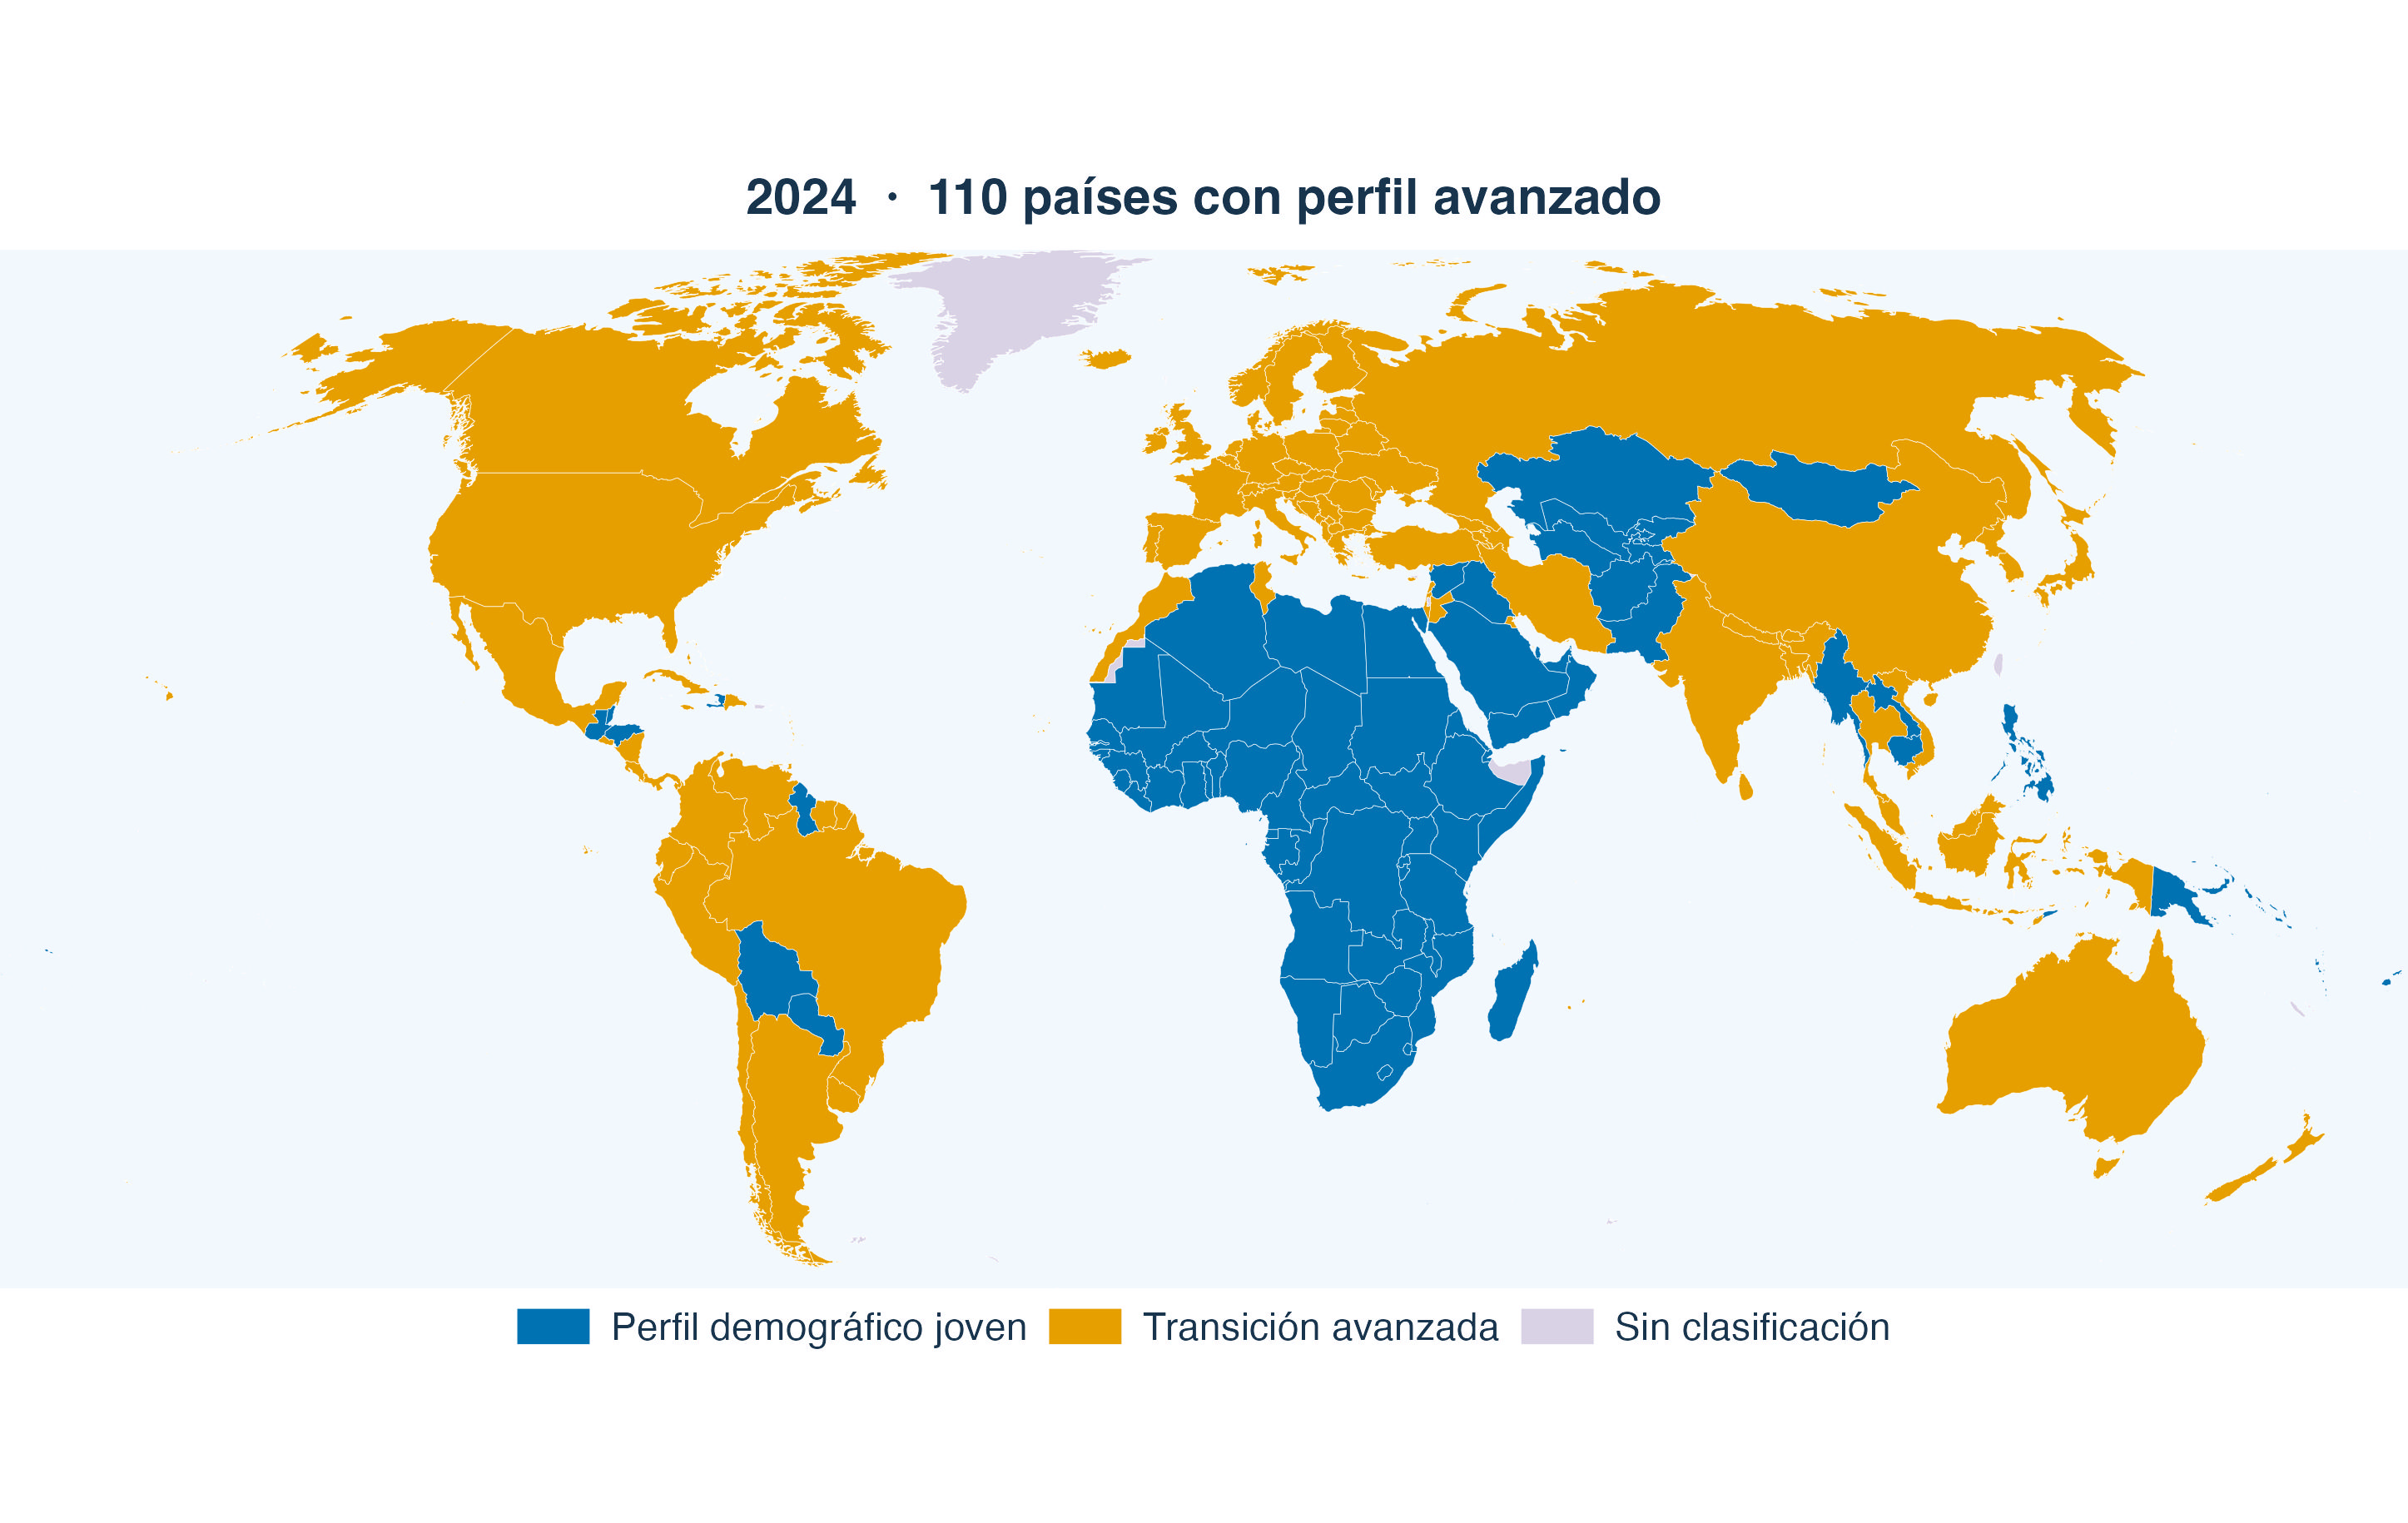 2024 · 110 países con perfil avanzado
Perfil demográfico joven Transición avanzada Sin clasificación